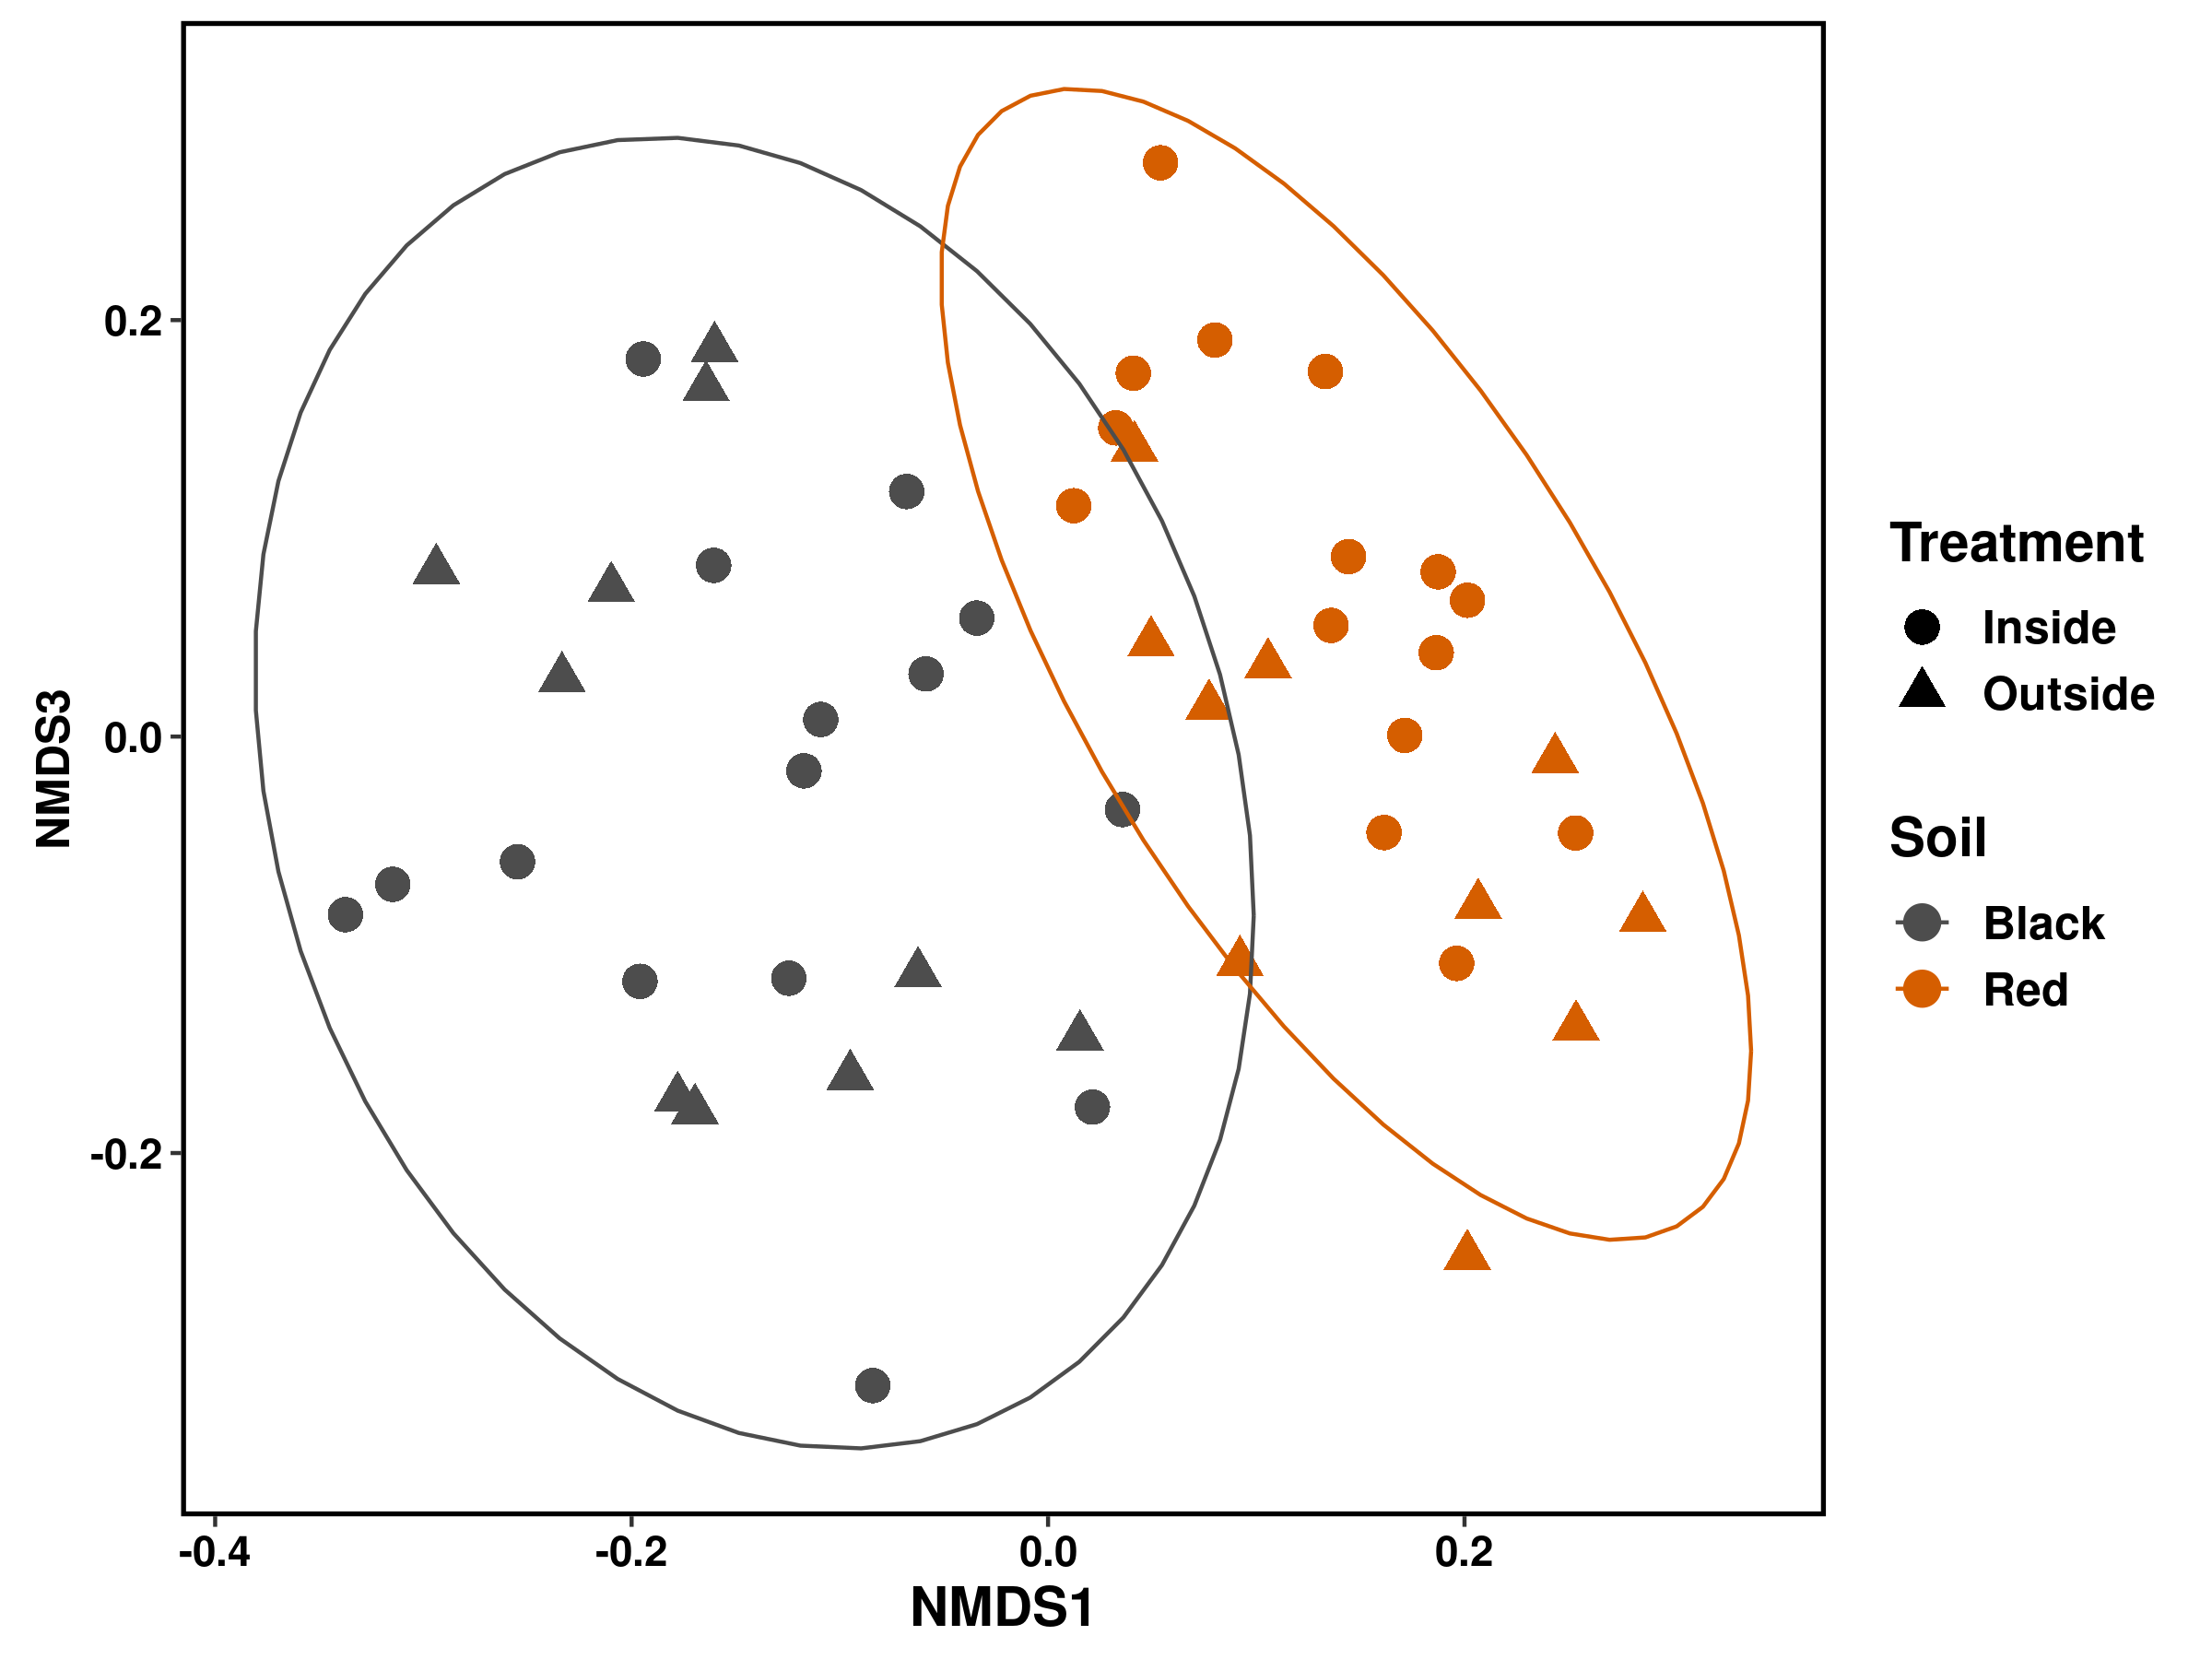 0.2
0.0
-0.2
NMDS3
-0.4
-0.2
0.0
0.2
NMDS1
Treatment
Inside
Outside
Soil
Black
Red